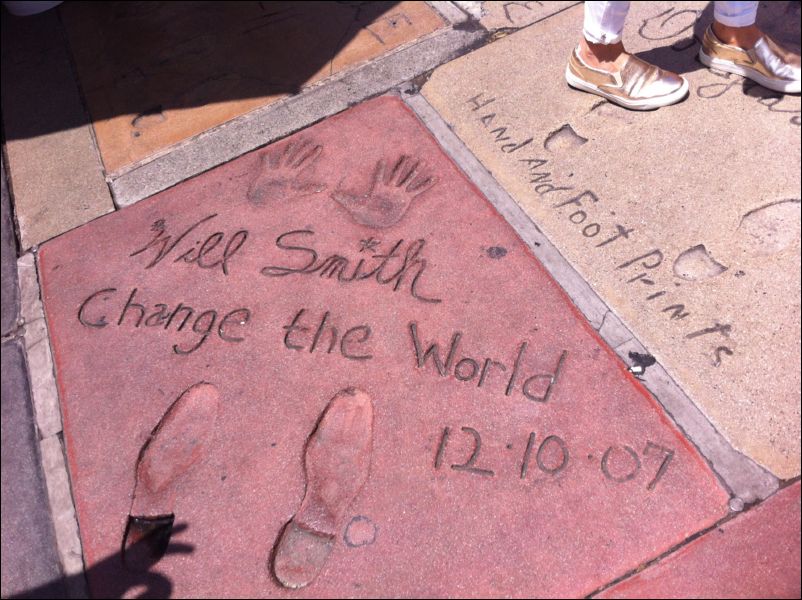 Will Smith
Change the World
12·10·07
HAND AND FOOT PRINTS